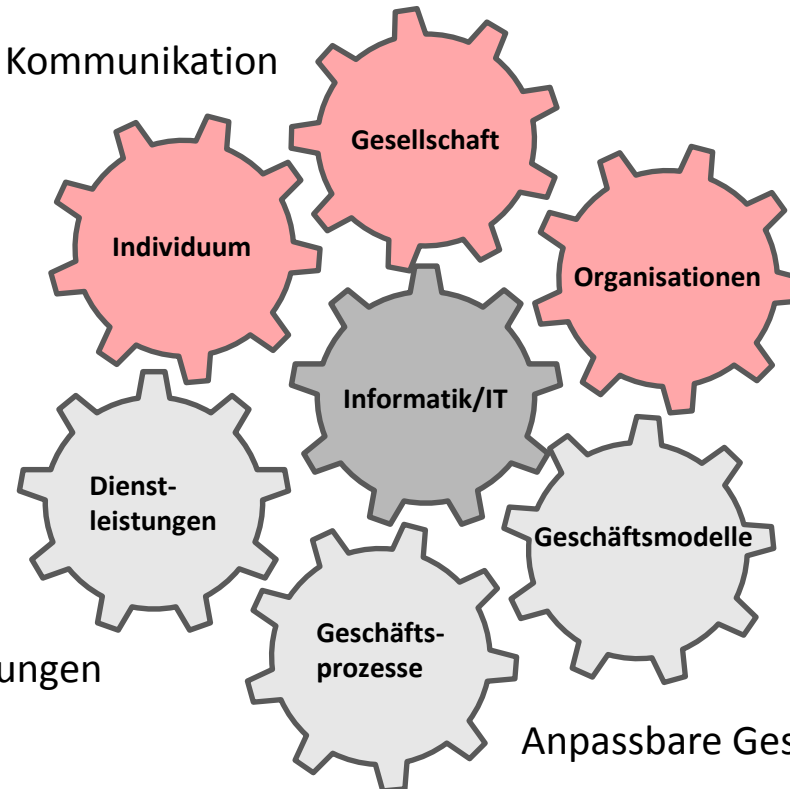 Kommunikation
Gesellschaft
Individuum
Organisationen
Informatik/IT
Dienst-
leistungen
Geschäftsmodelle
Geschäfts-
prozesse
ungen
Anpassbare Ges